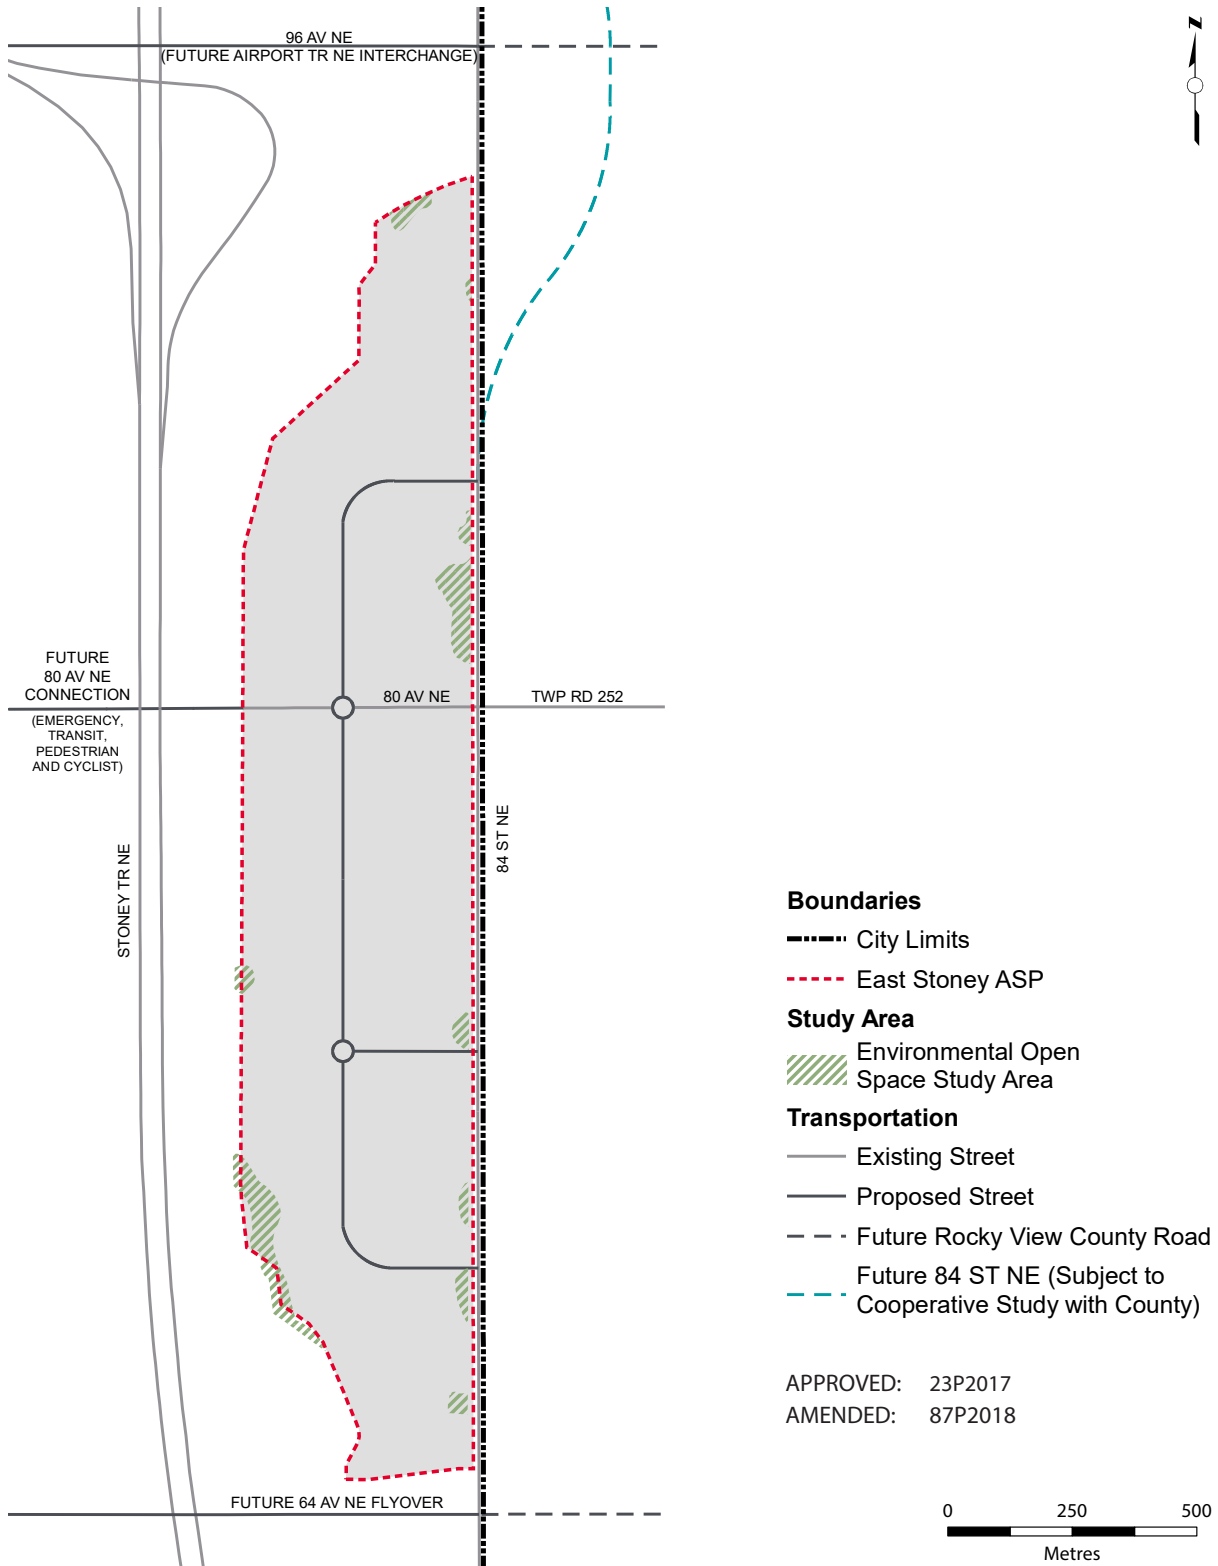 96 AV NE
(FUTURE AIRPORT TR NE INTERCHANGE)
N
FUTURE
80 AV NE
CONNECTION
(EMERGENCY,
TRANSIT,
PEDESTRIAN
AND CYCLIST)
80 AV NE
TWP RD 252
STONEY TR NE
84 ST NE
Boundaries
City Limits
East Stoney ASP
Study Area
Environmental Open
Space Study Area
Transportation
Existing Street
Proposed Street
Future Rocky View County Road
Future 84 ST NE (Subject to
Cooperative Study with County)
APPROVED: 23P2017
AMENDED: 87P2018
FUTURE 64 AV NE FLYOVER
0 250 500
Metres